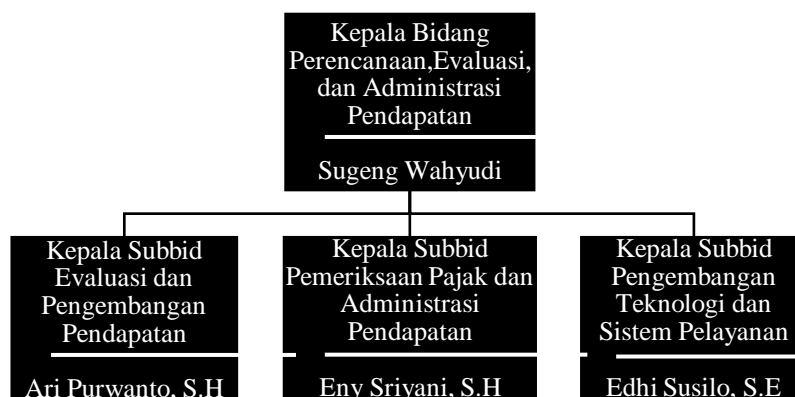 Kepala Bidang
Perencanaan,Evaluasi,
dan Administrasi
Pendapatan
Sugeng Wahyudi
Kepala Subbid
Evaluasi dan
Pengembangan
Pendapatan
Ari Purwanto, S.H
Kepala Subbid
Pemeriksaan Pajak dan
Administrasi
Pendapatan
Eny Sriyani, S.H
Kepala Subbid
Pengembangan
Teknologi dan
Sistem Pelayanan
Edhi Susilo, S.E